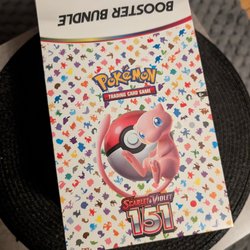 BOOSTER BUNDLE
Pokémon
TRADING CARD GAME
SCARLET & VIOLET
151